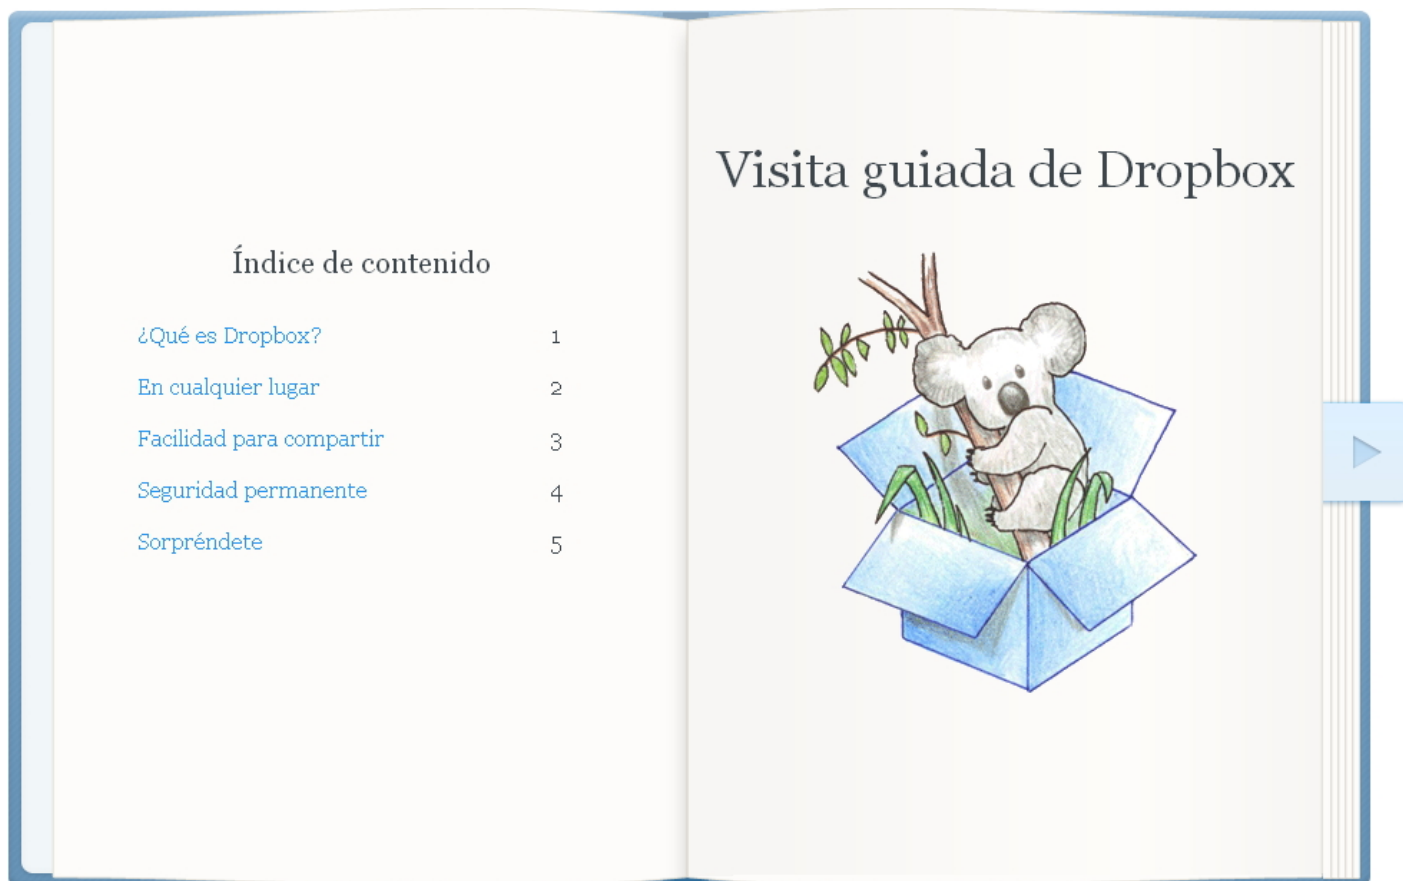 Índice de contenido
¿Qué es Dropbox? 1
En cualquier lugar 2
Facilidad para compartir 3
Seguridad permanente 4
Sorpréndete 5
Visita guiada de Dropbox